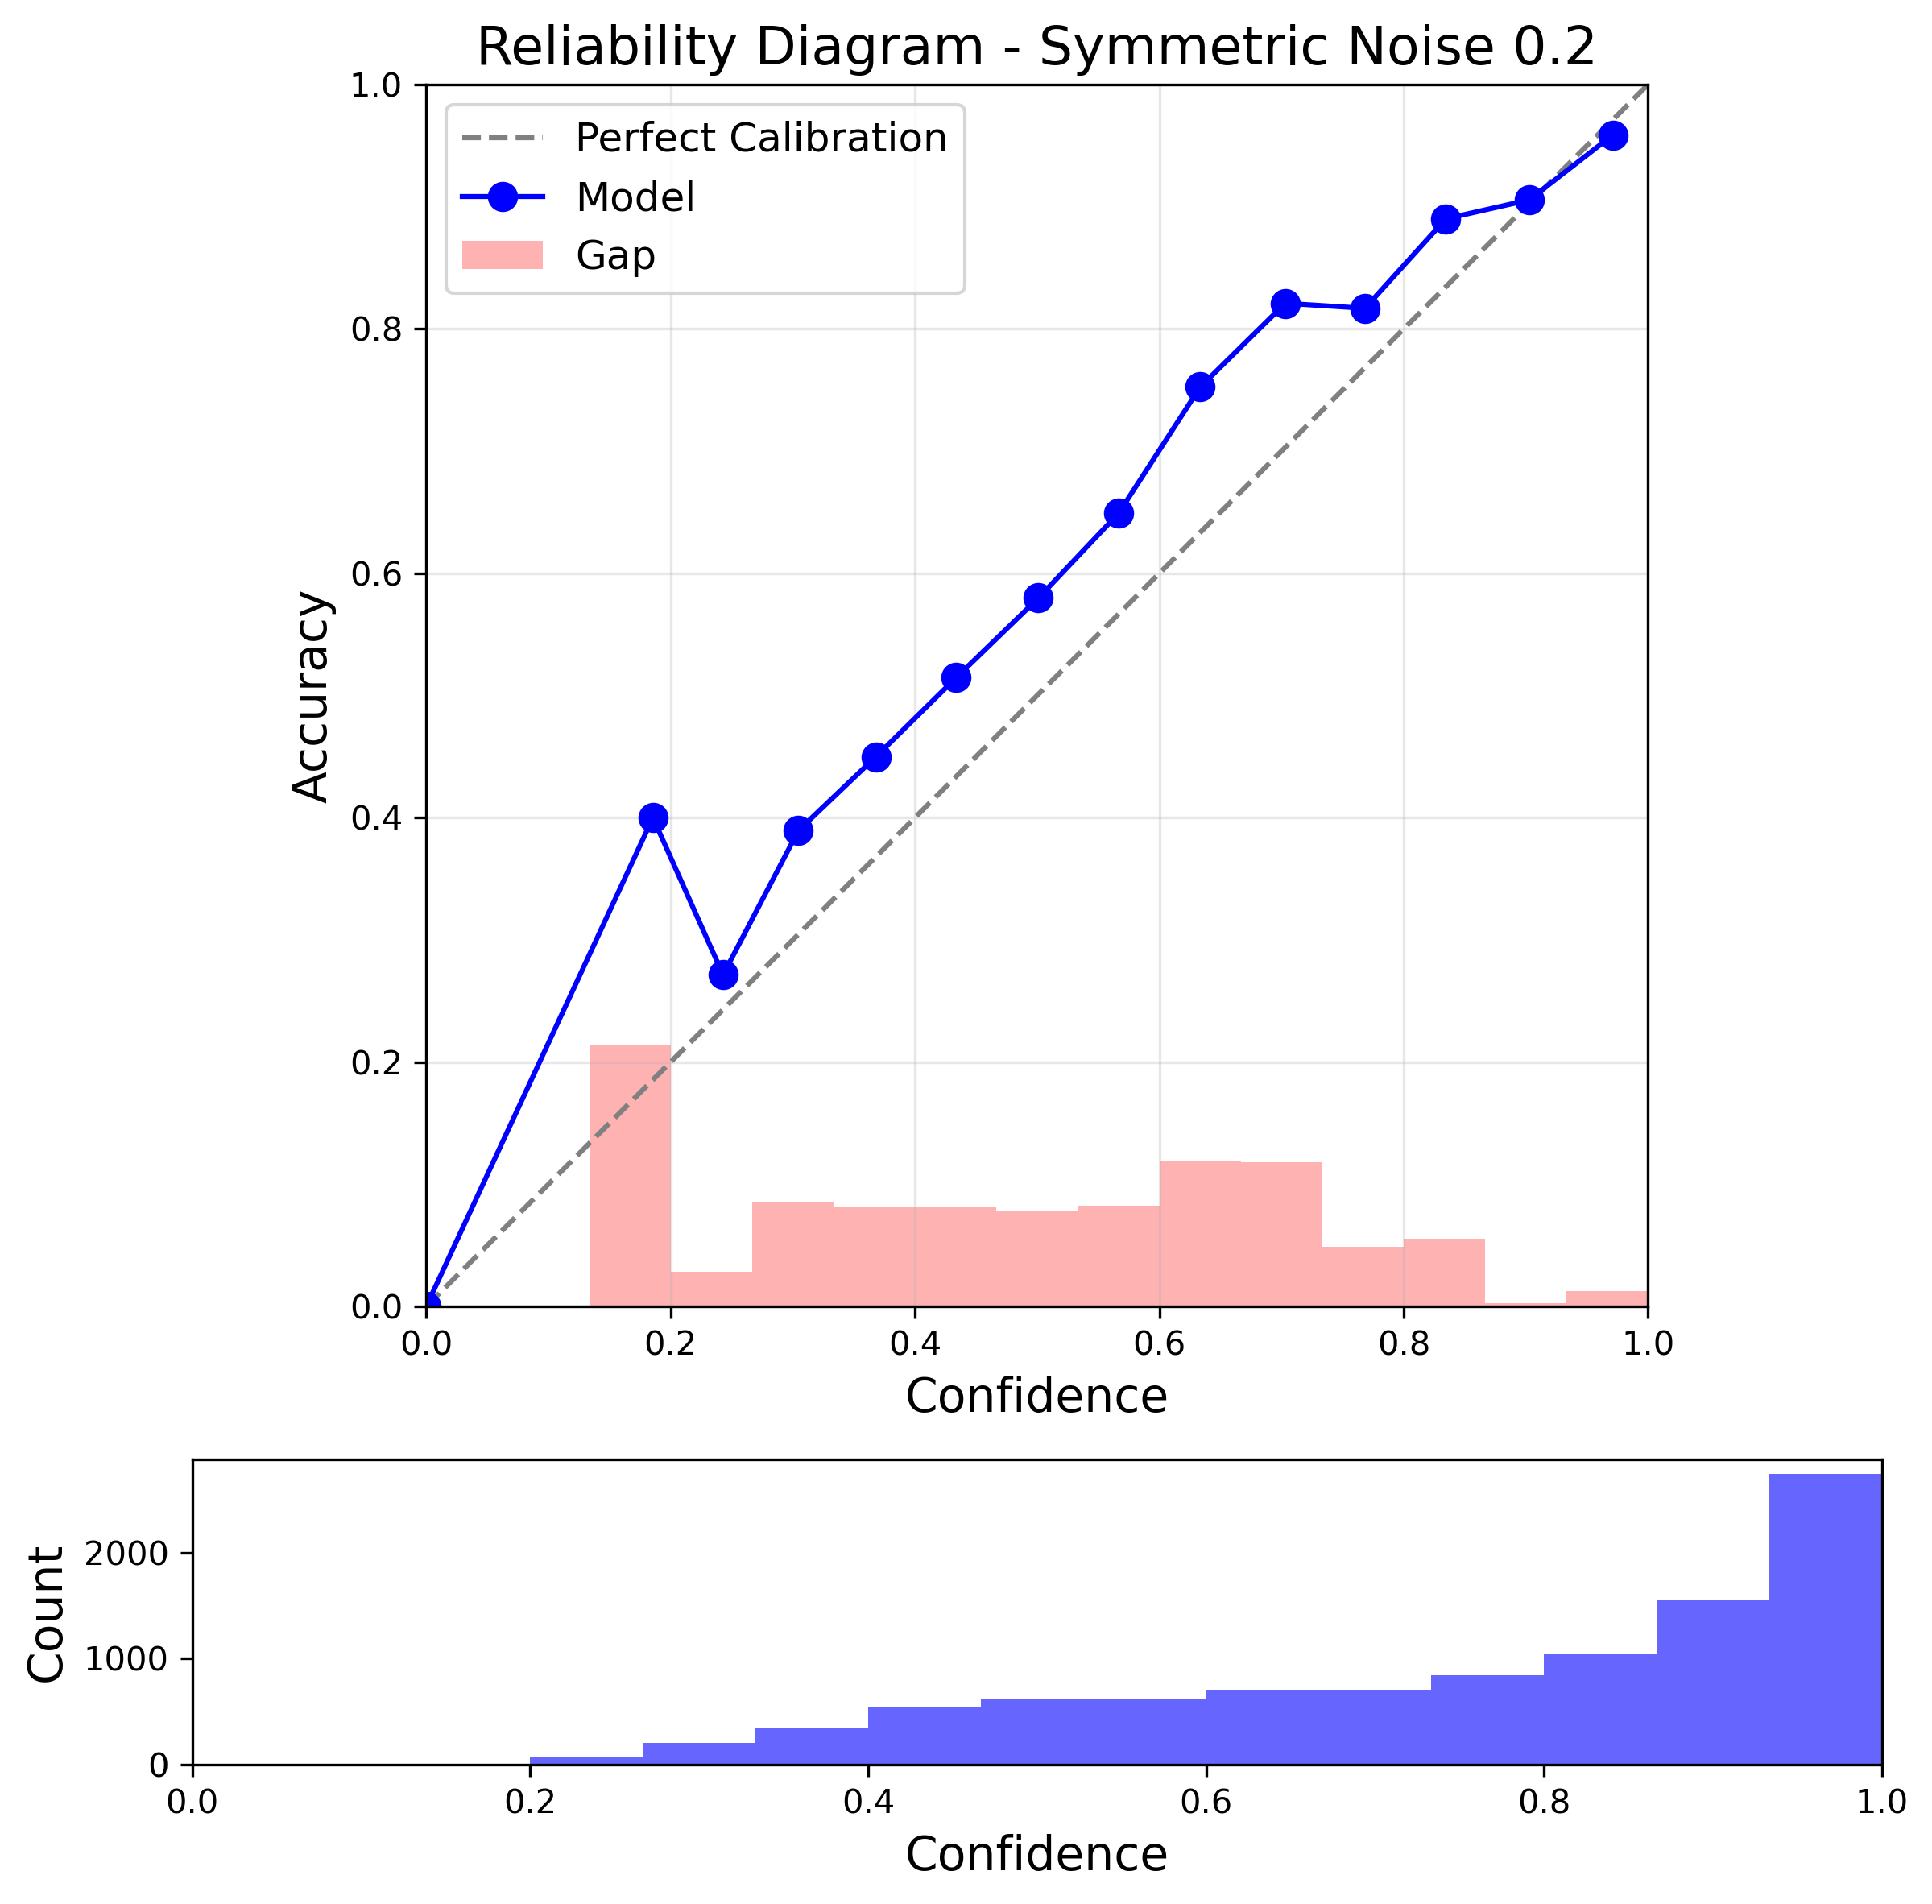 Reliability Diagram - Symmetric Noise 0.2
1.0
0.8
0.6
0.4
0.2
0.0
Accuracy
Perfect Calibration
Model
Gap
0.0 0.2 0.4 0.6 0.8 1.0
Confidence
2000
1000
0
Count
0.0 0.2 0.4 0.6 0.8 1.0
Confidence